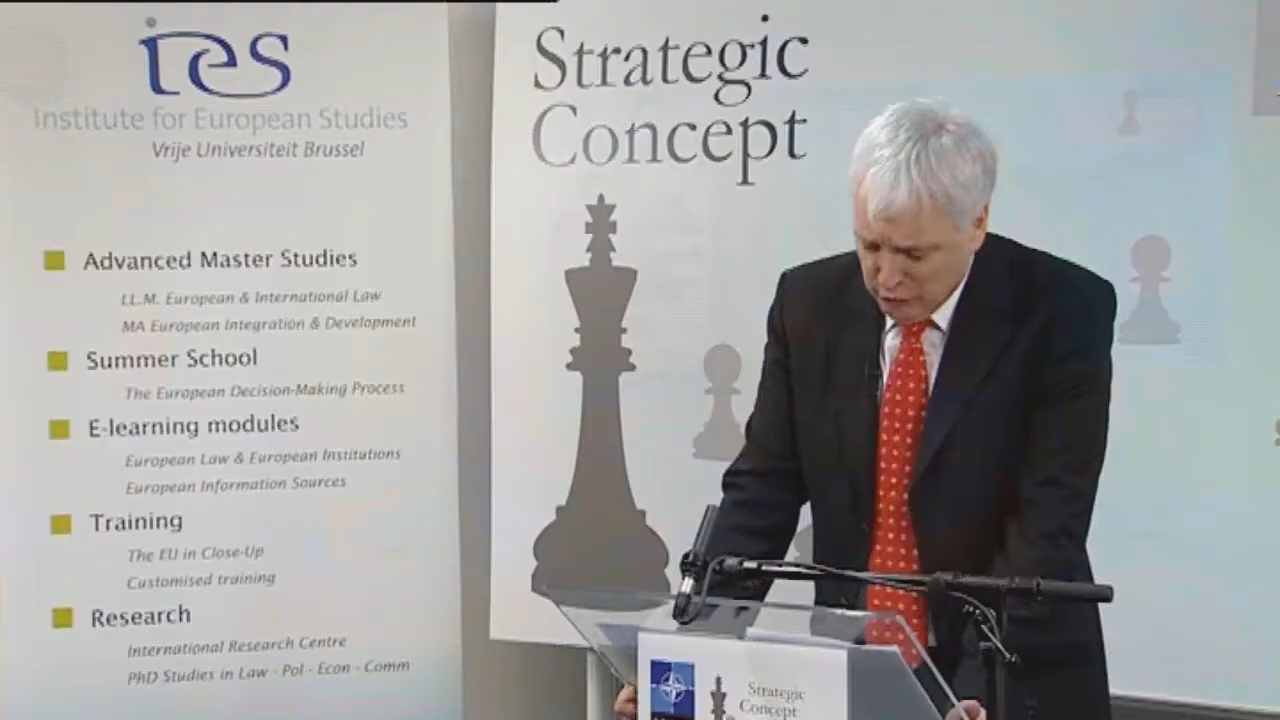 ies
Institute for European Studies
Vrije Universiteit Brussel
Advanced Master Studies
LL.M. European & International Law
MA European Integration & Development
Summer School
The European Decision-Making Process
E-learning modules
European Law & European Institutions
European Information Sources
Training
The EU in Close-Up
Customised training
Research
International Research Centre
PhD Studies in Law - Pol - Econ - Comm
Strategic
Concept
Strategic
Concept